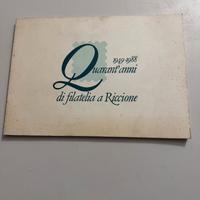 1949-1988
Quarant'anni
di filatelia a Riccione